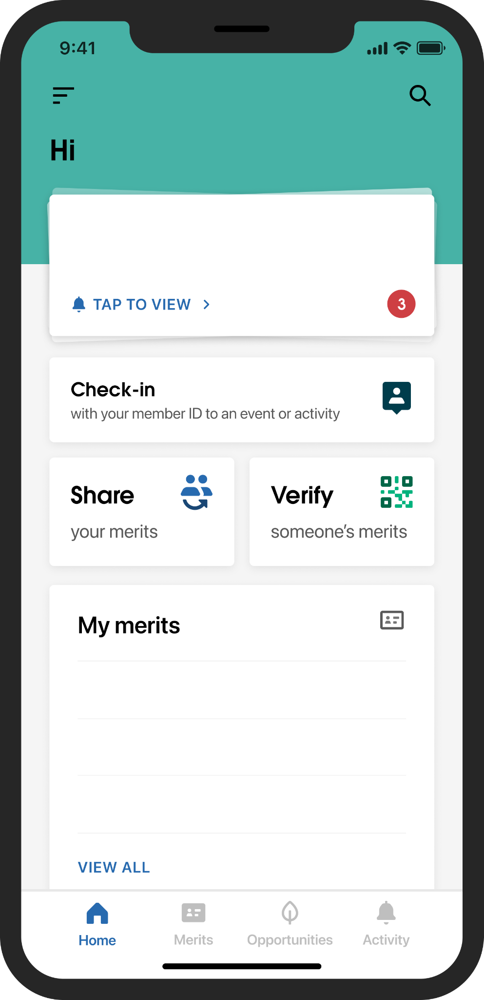 9:41
Hi
TAP TO VIEW
3
Check-in
with your member ID to an event or activity
Share
your merits
Verify
someone’s merits
My merits
VIEW ALL
Home
Merits
Opportunities
Activity